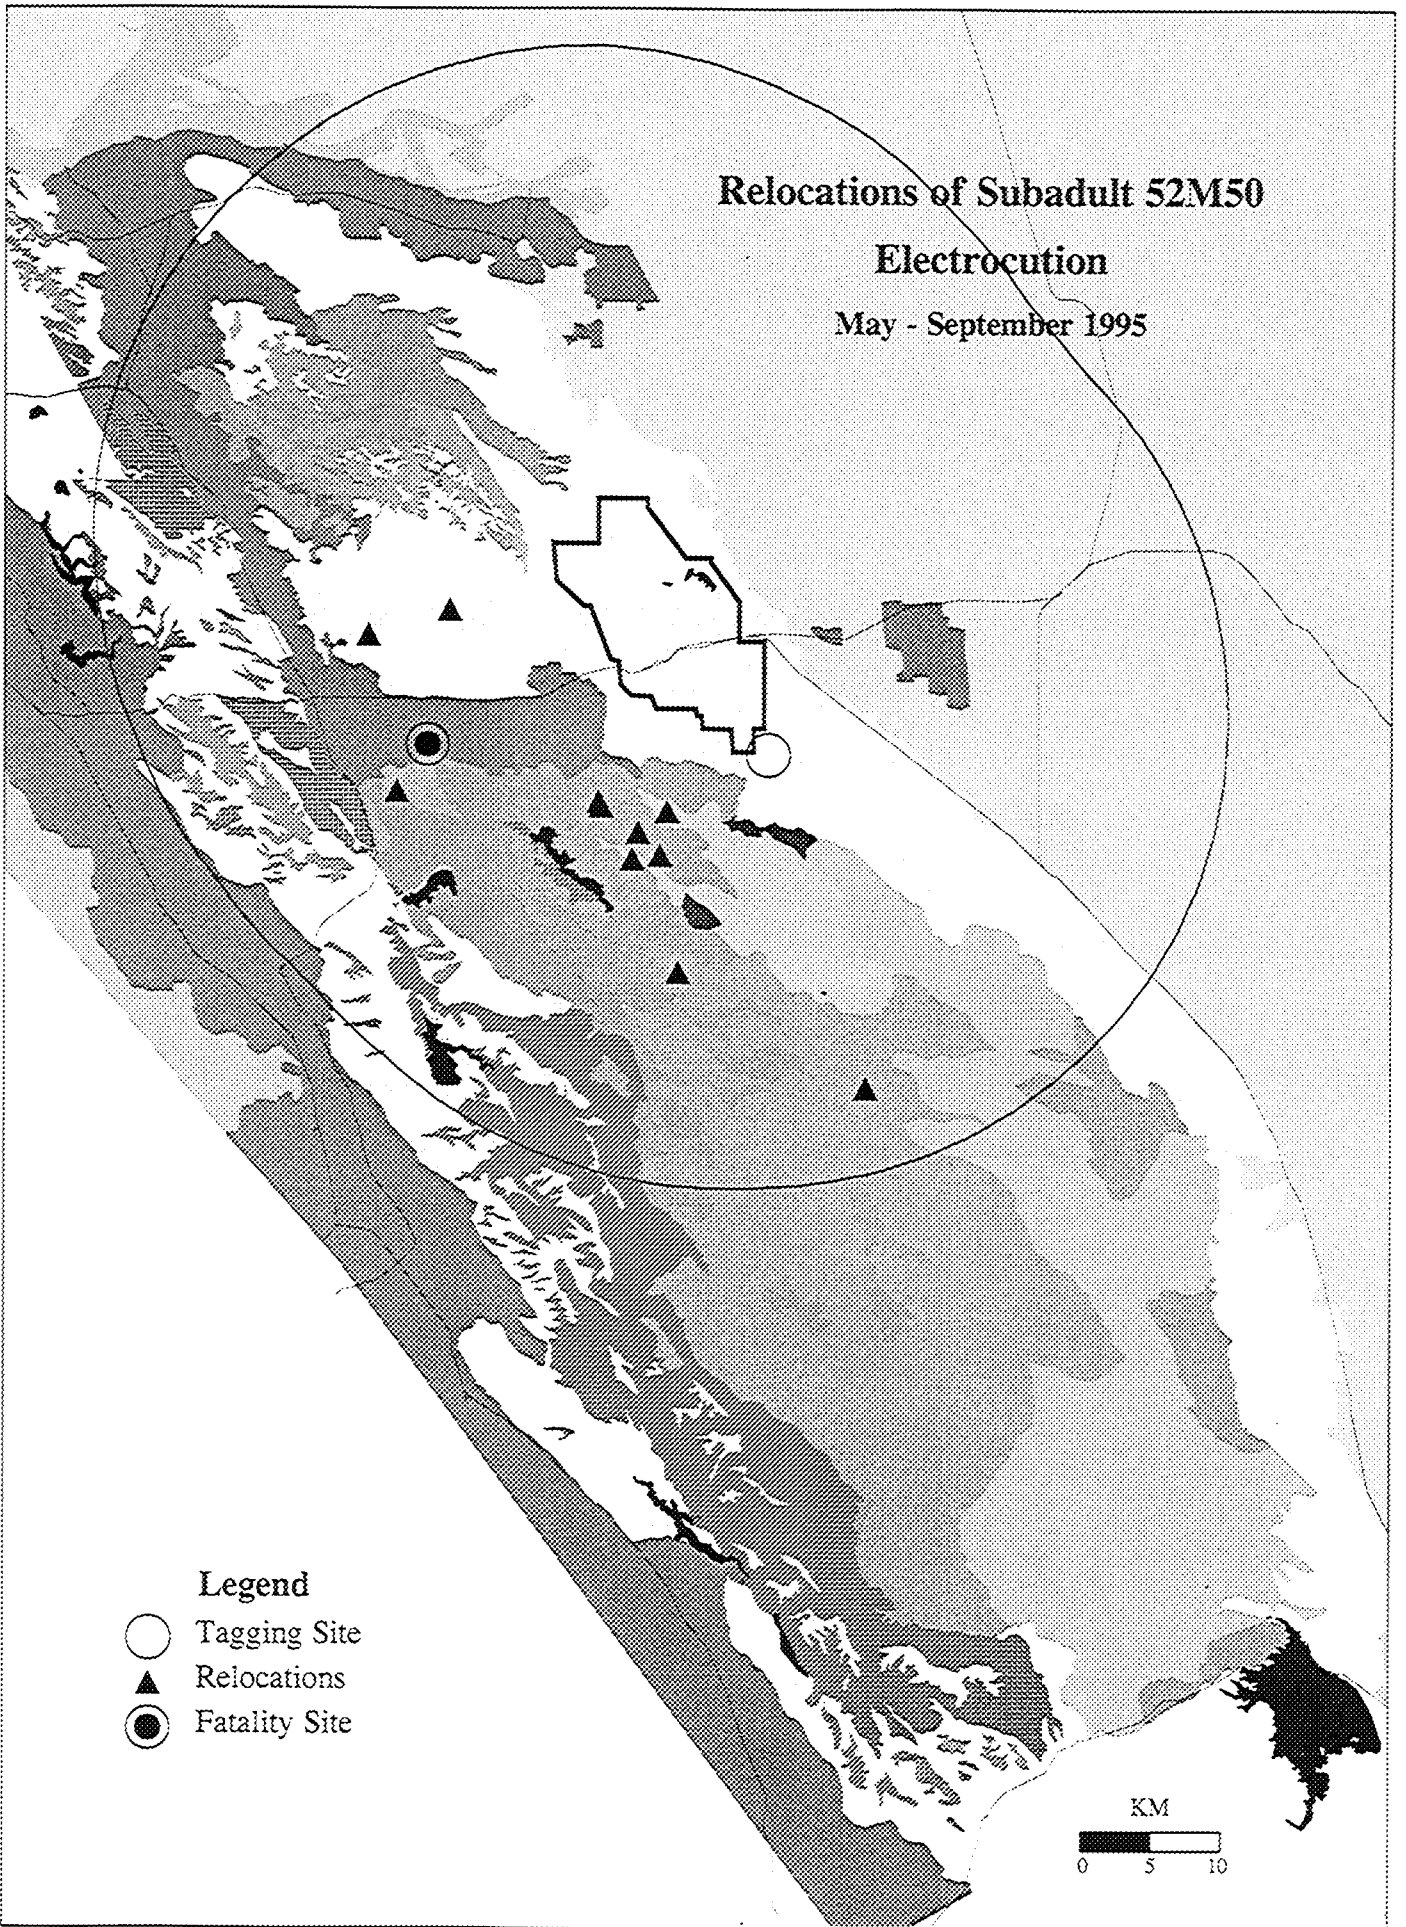 Relocations of Subadult 52M50
Electrocution
May - September 1995
Legend
Tagging Site
Relocations
Fatality Site
KM
0 5 10